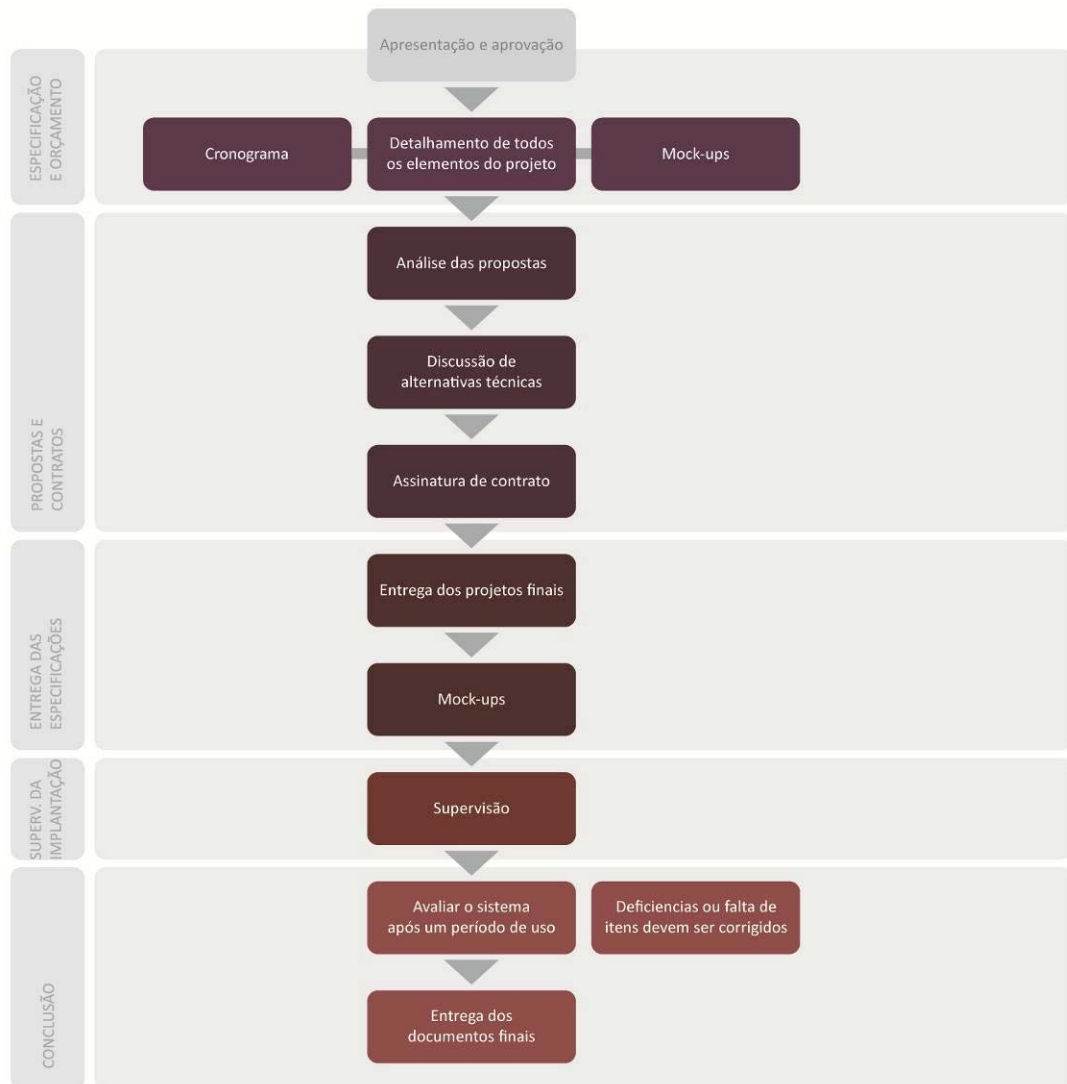 Apresentação e aprovação
ESPECIFICAÇÃO
E ORÇAMENTO
Cronograma
Detalhamento de todos
os elementos do projeto
Mock-ups
PROPOSTAS E
CONTRATOS
Análise das propostas
Discussão de
alternativas técnicas
Assinatura de contrato
ENTREGA DAS
ESPECIFICAÇÕES
Entrega dos projetos finais
Mock-ups
SUPERV. DA
IMPLANTAÇÃO
Supervisão
CONCLUSÃO
Avaliar o sistema
após um período de uso
Deficiencias ou falta de
itens devem ser corrigidos
Entrega dos
documentos finais